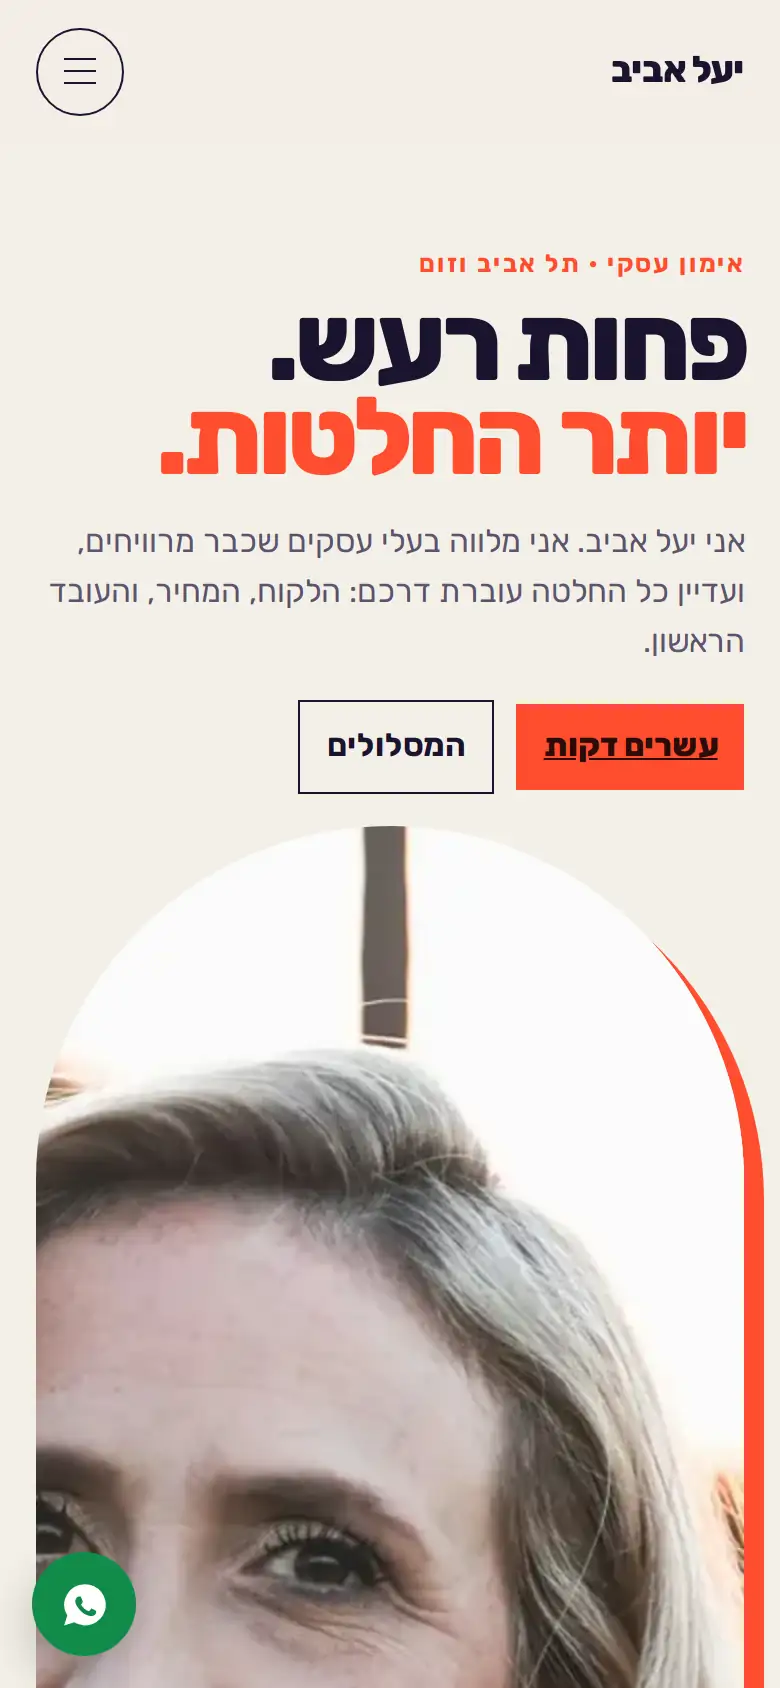 יעל אביב
אימון עסקי • תל אביב וזום
פחות רעש.
יותר החלטות.
אני יעל אביב. אני מלווה בעלי עסקים שכבר מרוויחים,
ועדיין כל החלטה עוברת דרכם: הלקוח, המחיר, והעובד
הראשון.
עשרים דקות
המסלולים